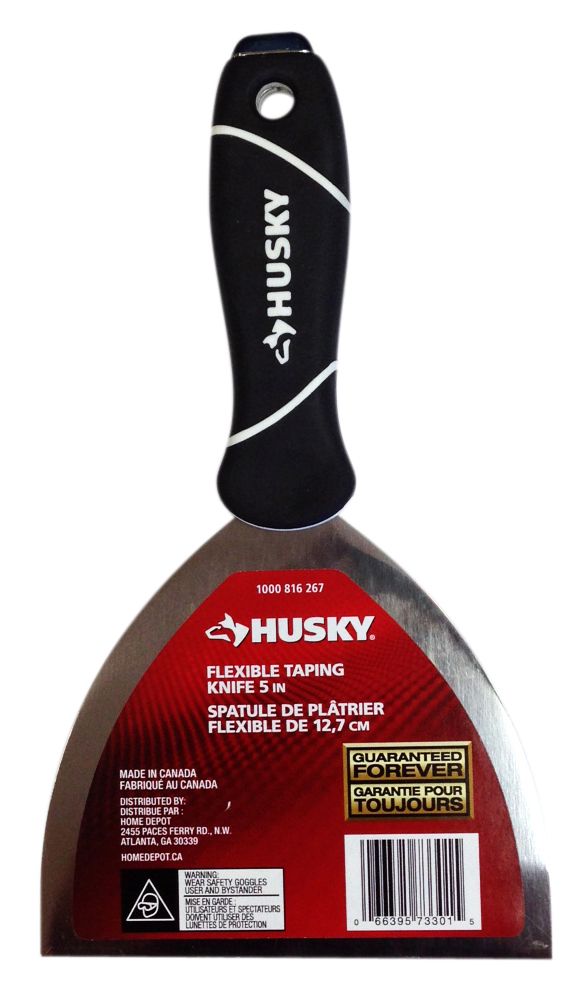 HUSKY
1000 816 267
HUSKY®
FLEXIBLE TAPING
KNIFE 5 IN
SPATULE DE PLÂTRIER
FLEXIBLE DE 12,7 CM
GUARANTEED
FOREVER
GARANTIE POUR
TOUJOURS
MADE IN CANADA
FABRIQUÉ AU CANADA
DISTRIBUTED BY:
DISTRIBUE PAR :
HOME DEPOT
2455 PACES FERRY RD., N.W.
ATLANTA, GA 30339
HOMEDEPOT.CA
WARNING:
WEAR SAFETY GOGGLES
USER AND BYSTANDER
MISE EN GARDE :
UTILISATEURS ET SPECTATEURS
DOIVENT UTILISER DES
LUNETTES DE PROTECTION
0 66395 73301 5